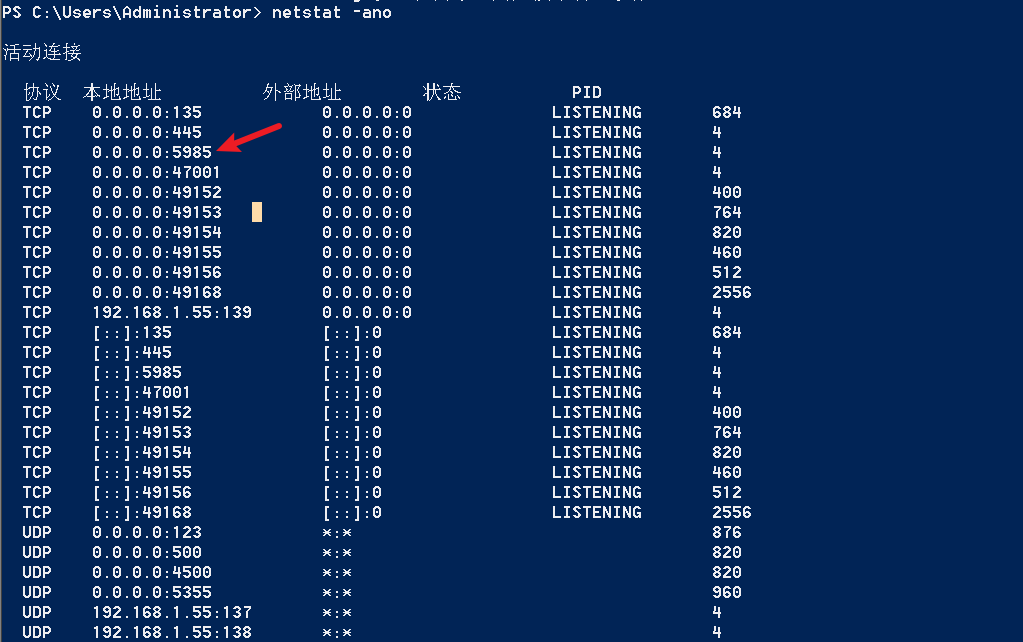 PS C:\Users\Administrator> netstat -ano
活动连接
协议 本地地址 外部地址 状态 PID
TCP 0.0.0.0:135 0.0.0.0:0 LISTENING 684
TCP 0.0.0.0:445 0.0.0.0:0 LISTENING 4
TCP 0.0.0.0:5985 0.0.0.0:0 LISTENING 4
TCP 0.0.0.0:47001 0.0.0.0:0 LISTENING 4
TCP 0.0.0.0:49152 0.0.0.0:0 LISTENING 400
TCP 0.0.0.0:49153 0.0.0.0:0 LISTENING 764
TCP 0.0.0.0:49154 0.0.0.0:0 LISTENING 820
TCP 0.0.0.0:49155 0.0.0.0:0 LISTENING 460
TCP 0.0.0.0:49156 0.0.0.0:0 LISTENING 512
TCP 0.0.0.0:49168 0.0.0.0:0 LISTENING 2556
TCP 192.168.1.55:139 0.0.0.0:0 LISTENING 4
TCP [::]:135 [::]:0 LISTENING 684
TCP [::]:445 [::]:0 LISTENING 4
TCP [::]:5985 [::]:0 LISTENING 4
TCP [::]:47001 [::]:0 LISTENING 4
TCP [::]:49152 [::]:0 LISTENING 400
TCP [::]:49153 [::]:0 LISTENING 764
TCP [::]:49154 [::]:0 LISTENING 820
TCP [::]:49155 [::]:0 LISTENING 460
TCP [::]:49156 [::]:0 LISTENING 512
TCP [::]:49168 [::]:0 LISTENING 2556
UDP 0.0.0.0:123 *:* 876
UDP 0.0.0.0:500 *:* 820
UDP 0.0.0.0:4500 *:* 820
UDP 0.0.0.0:5355 *:* 960
UDP 192.168.1.55:137 *:* 4
UDP 192.168.1.55:138 *:* 4